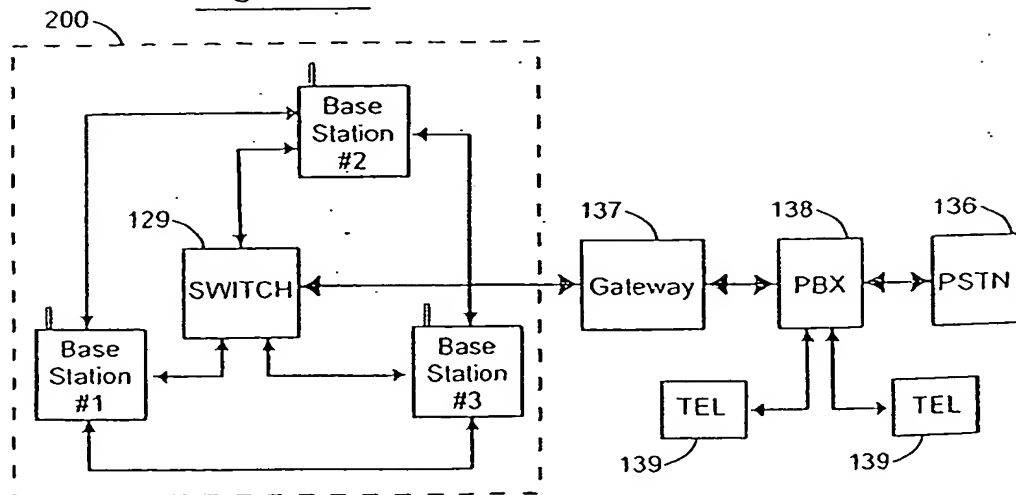 200
Base
Station
#2
129
SWITCH
137
138
136
Gateway
PBX
PSTN
Base
Station
#1
Base
Station
#3
TEL
TEL
139
139